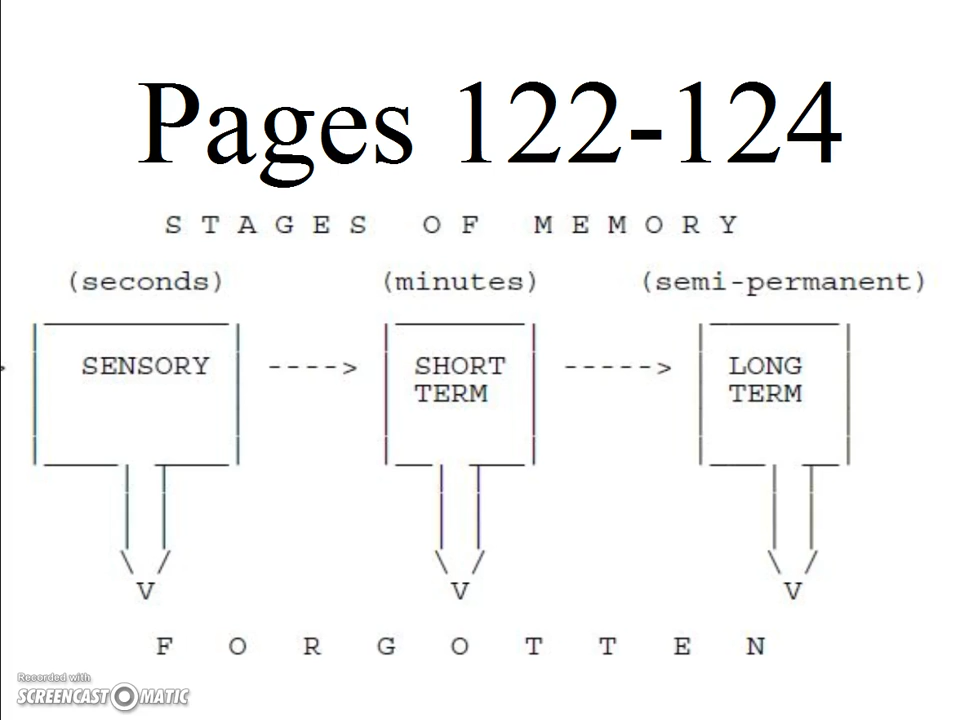 Pages 122-124
STAGES OF MEMORY
(seconds) (minutes) (semi-permanent)
SENSORY ----> SHORT -----> LONG
TERM TERM
V V V
FORGOTTEN
Recorded with
SCREENCAST-O-MATIC